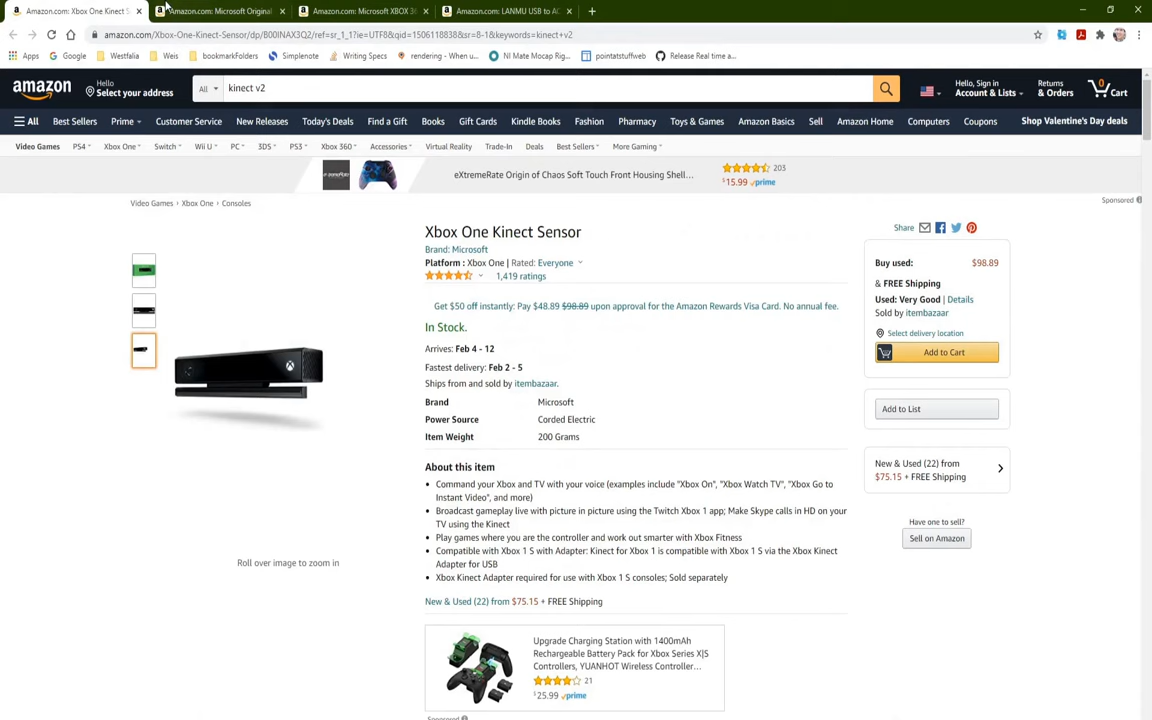 Amazon.com: Xbox One Kinect S
Amazon.com: Microsoft Original
Amazon.com: Microsoft XBOX 3
Amazon.com: LANMU USB to AC
amazon.com/Xbox-One-Kinect-Sensor/dp/B00INAX3Q2/ref=sr_1_1?ie=UTF8&qid=1506118838&sr=8-1&keywords=kinect+v2
Apps
Google
Westfalia
Weis
bookmarkFolders
Simplenote
Writing Specs
rendering - When u...
NI Mate Mocap Rig...
pointatstuffweb
Release Real time a...
amazon
Hello
Select your address
All
kinect v2
Hello, Sign in
Account & Lists
Returns
& Orders
0
Cart
All Best Sellers Prime Customer Service New Releases Today's Deals Find a Gift Books Gift Cards Kindle Books Fashion Pharmacy Toys & Games Amazon Basics Sell Amazon Home Computers Coupons Shop Valentine's Day deals
Video Games PS4 Xbox One Switch Wii U PC 3DS PS3 Xbox 360 Accessories Virtual Reality Trade-In Deals Best Sellers More Gaming
eXtremeRate Origin of Chaos Soft Touch Front Housing Shell...
203
$15.99 prime
Sponsored
Video Games › Xbox One › Consoles
Xbox One Kinect Sensor
Brand: Microsoft
Platform : Xbox One | Rated: Everyone
1,419 ratings
Get $50 off instantly: Pay $48.89 $98.89 upon approval for the Amazon Rewards Visa Card. No annual fee.
In Stock.
Arrives: Feb 4 - 12
Fastest delivery: Feb 2 - 5
Ships from and sold by itembazaar.
Brand Microsoft
Power Source Corded Electric
Item Weight 200 Grams
About this item
• Command your Xbox and TV with your voice (examples include "Xbox On", "Xbox Watch TV", "Xbox Go to
Instant Video", and more)
• Broadcast gameplay live with picture in picture using the Twitch Xbox 1 app; Make Skype calls in HD on your
TV using the Kinect
• Play games where you are the controller and work out smarter with Xbox Fitness
• Compatible with Xbox 1 S with Adapter: Kinect for Xbox 1 is compatible with Xbox 1 S via the Xbox Kinect
Adapter for USB
• Xbox Kinect Adapter required for use with Xbox 1 S consoles; Sold separately
New & Used (22) from $75.15 + FREE Shipping
Roll over image to zoom in
Upgrade Charging Station with 1400mAh
Rechargeable Battery Pack for Xbox Series X|S
Controllers, YUANHOT Wireless Controller...
21
$25.99 prime
Sponsored
Share
Buy used: $98.89
& FREE Shipping
Used: Very Good | Details
Sold by itembazaar
Select delivery location
Add to Cart
Add to List
New & Used (22) from
$75.15 + FREE Shipping
Have one to sell?
Sell on Amazon